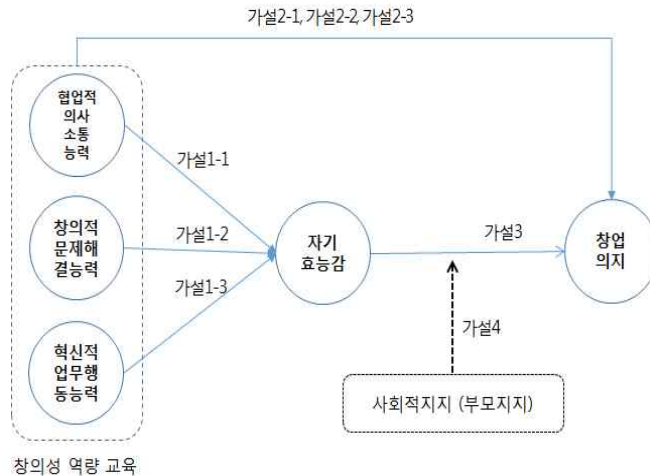 가설2-1, 가설2-2, 가설2-3
협업적
의사
소통
능력
가설1-1
창의적
문제해
결능력
가설1-2
자기
효능감
가설3
창업
의지
가설1-3
혁신적
업무행
동능력
가설4
사회적지지 (부모지지)
창의성 역량 교육